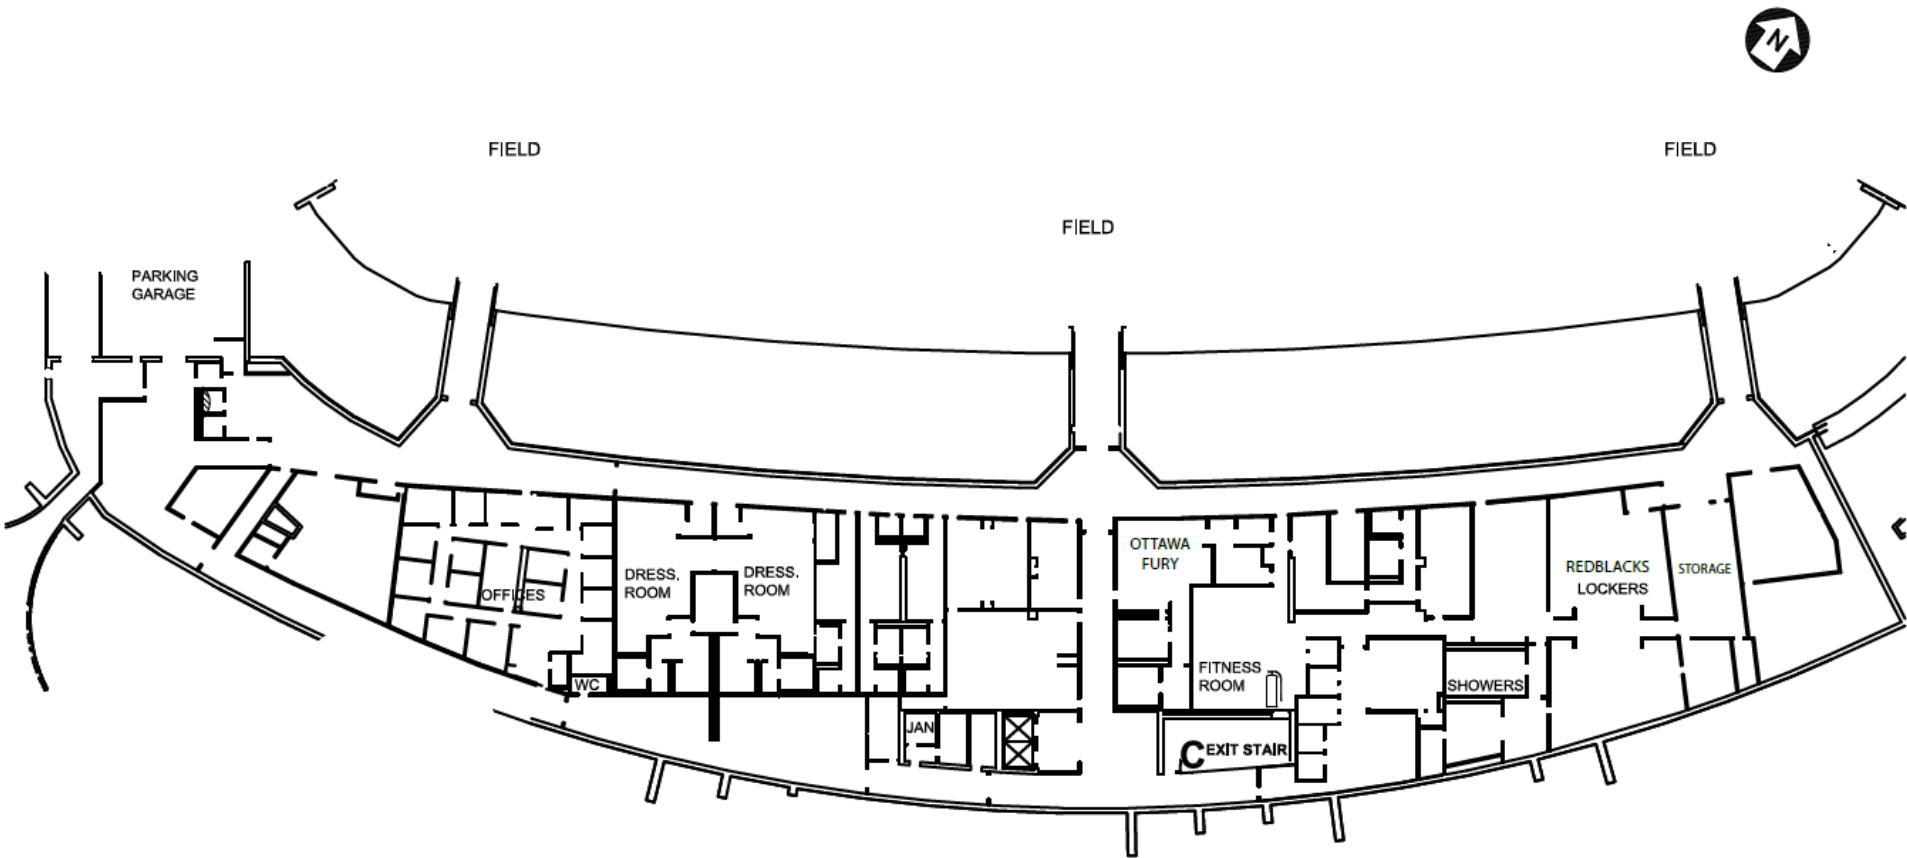 N
FIELD
FIELD
FIELD
PARKING
GARAGE
OTTAWA
FURY
DRESS.
ROOM
DRESS.
ROOM
OFFICES
REDBLACKS
LOCKERS
STORAGE
FITNESS
ROOM
WC
SHOWERS
JAN
C EXIT STAIR